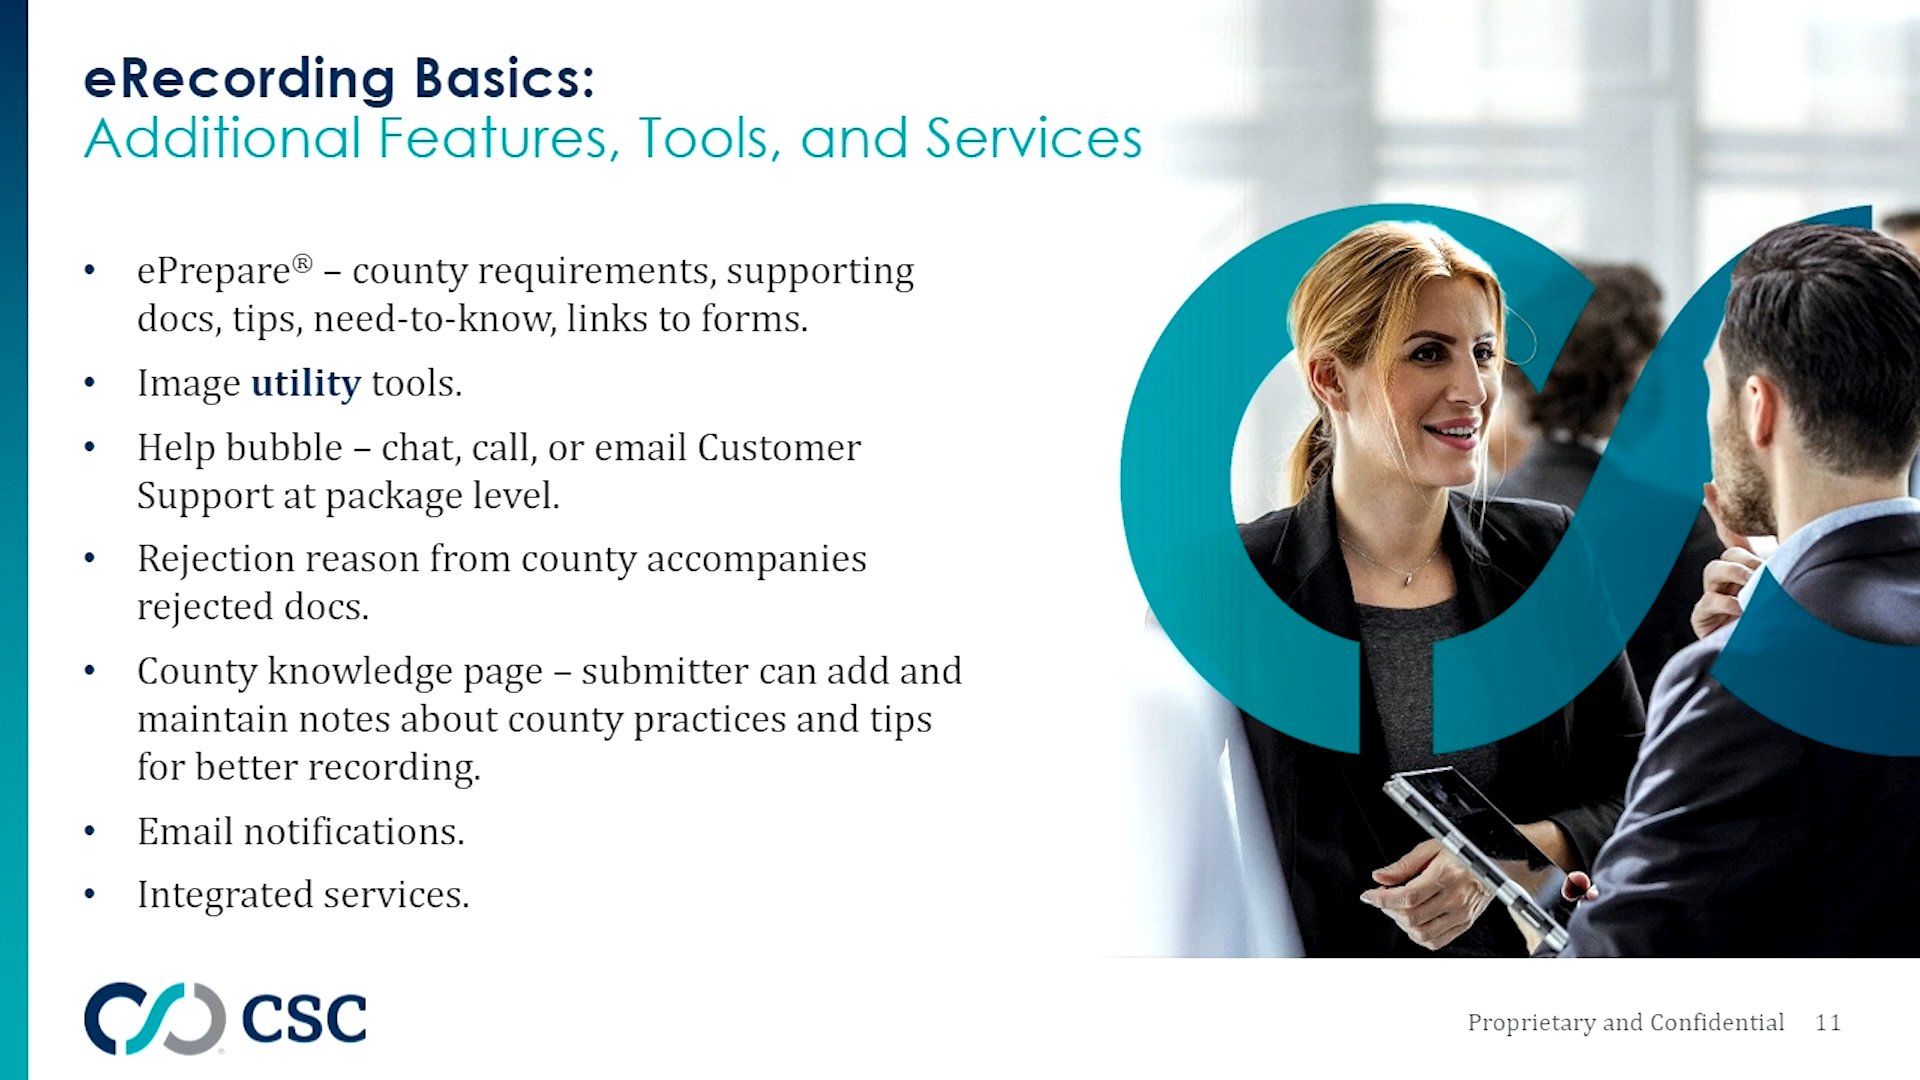 eRecording Basics:
Additional Features, Tools, and Services
• ePrepare® – county requirements, supporting
docs, tips, need-to-know, links to forms.
• Image utility tools.
• Help bubble – chat, call, or email Customer
Support at package level.
• Rejection reason from county accompanies
rejected docs.
• County knowledge page – submitter can add and
maintain notes about county practices and tips
for better recording.
• Email notifications.
• Integrated services.
CSC
Proprietary and Confidential 11